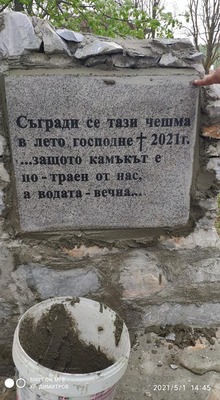 Съгради се тази чешма
в лето господне † 2021г.
...защото камъкът е
по-траен от нас,
а водата-вечна...
2021/5/1 14:45